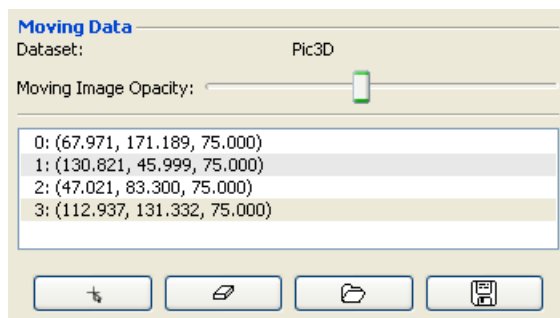 Moving Data
Dataset: Pic3D
Moving Image Opacity:
0: (67.971, 171.189, 75.000)
1: (130.821, 45.999, 75.000)
2: (47.021, 83.300, 75.000)
3: (112.937, 131.332, 75.000)